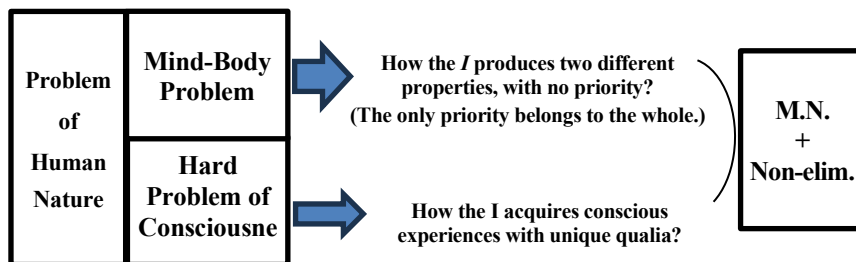 Problem
of
Human
Nature
Mind-Body
Problem
Hard
Problem of
Consciousne
How the I produces two different
properties, with no priority?
(The only priority belongs to the whole.)
How the I acquires conscious
experiences with unique qualia?
M.N.
+
Non-elim.